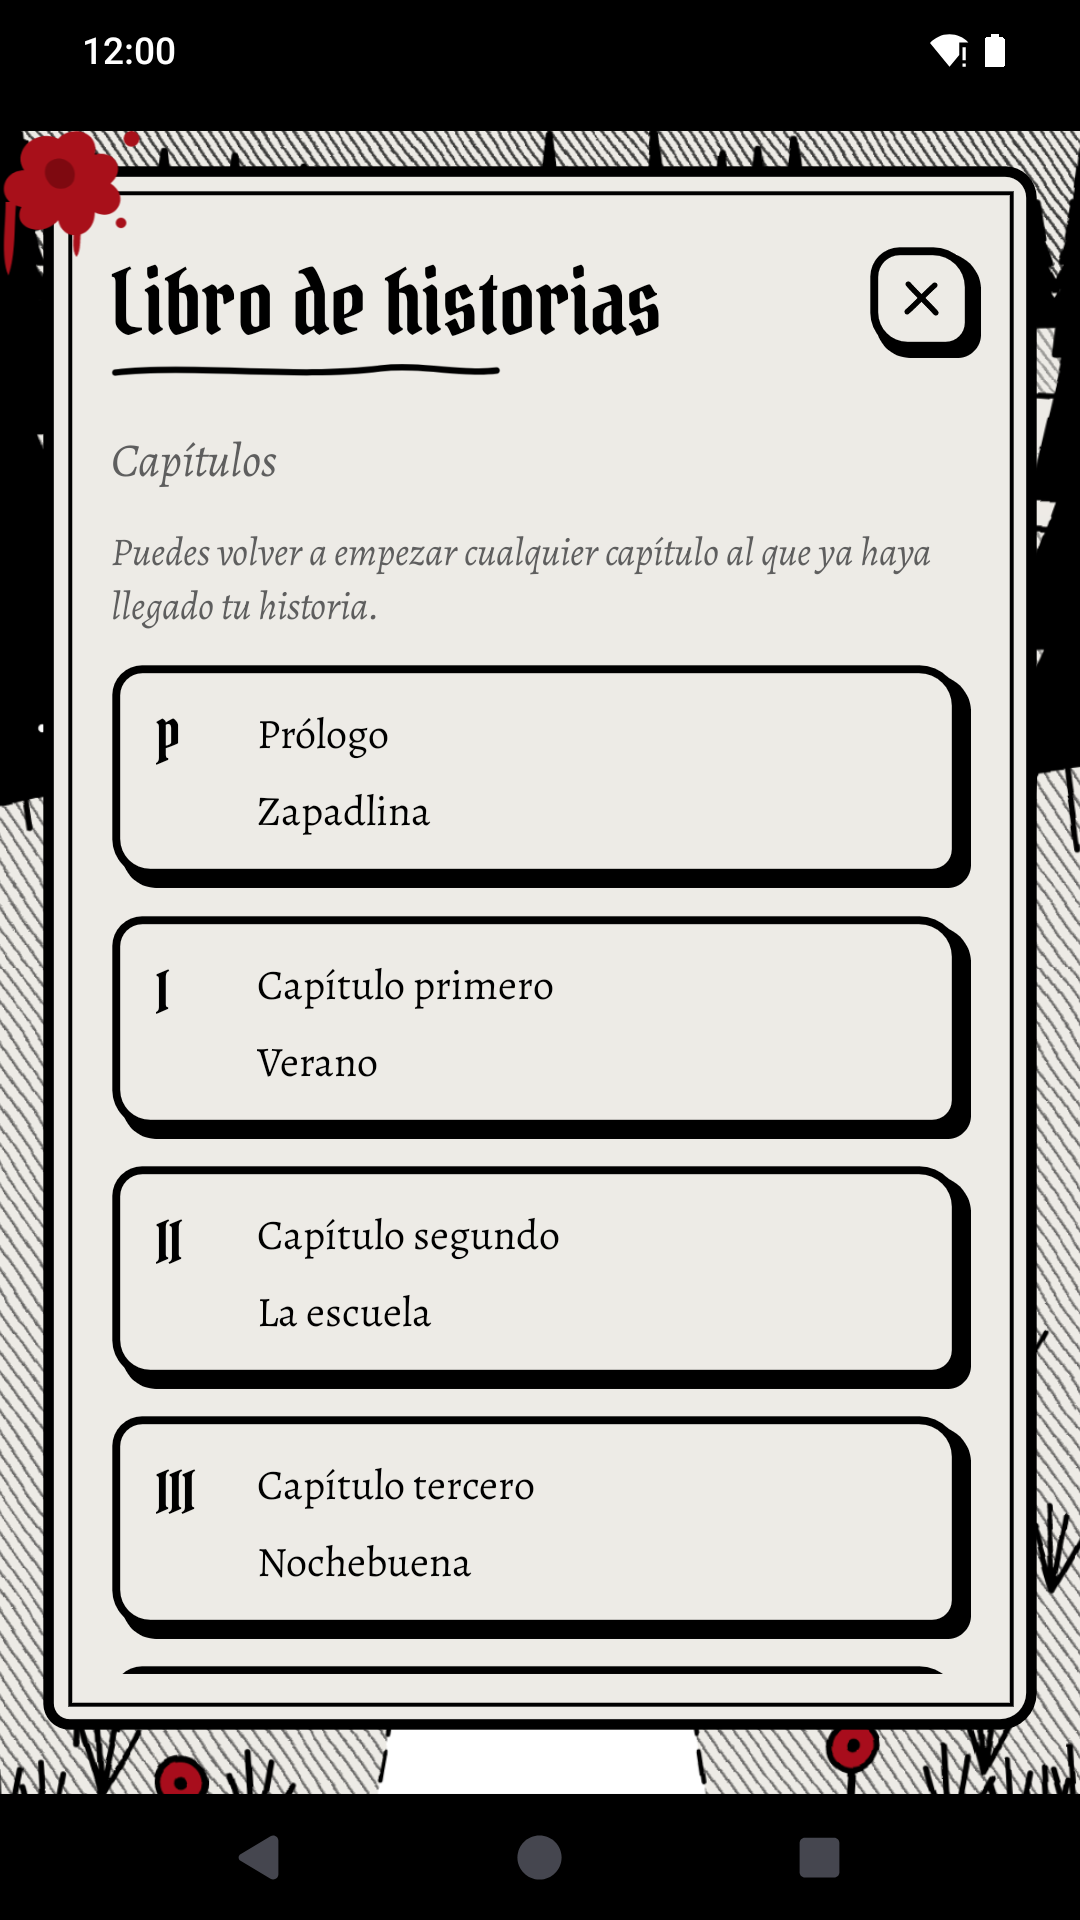 12:00
Libro de historias
Capítulos
Puedes volver a empezar cualquier capítulo al que ya haya
llegado tu historia.
P
Prólogo
Zapadlina
I
Capítulo primero
Verano
II
Capítulo segundo
La escuela
III
Capítulo tercero
Nochebuena